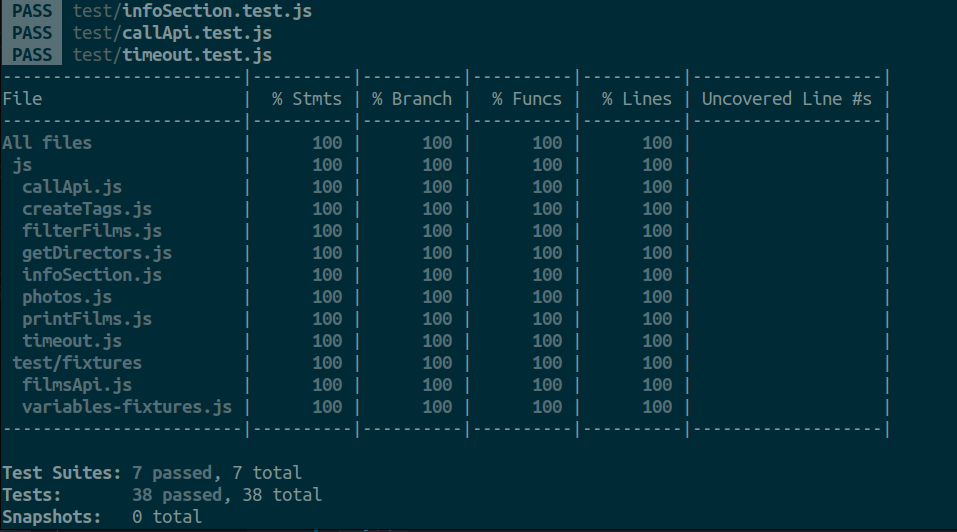 PASS test/infoSection.test.js
PASS test/callApi.test.js
PASS test/timeout.test.js
------------------------|----------|----------|----------|----------|-------------------|
File                    |  % Stmts | % Branch |  % Funcs |  % Lines | Uncovered Line #s |
------------------------|----------|----------|----------|----------|-------------------|
All files               |      100 |      100 |      100 |      100 |                   |
 js                     |      100 |      100 |      100 |      100 |                   |
  callApi.js            |      100 |      100 |      100 |      100 |                   |
  createTags.js         |      100 |      100 |      100 |      100 |                   |
  filterFilms.js        |      100 |      100 |      100 |      100 |                   |
  getDirectors.js       |      100 |      100 |      100 |      100 |                   |
  infoSection.js        |      100 |      100 |      100 |      100 |                   |
  photos.js             |      100 |      100 |      100 |      100 |                   |
  printFilms.js         |      100 |      100 |      100 |      100 |                   |
  timeout.js            |      100 |      100 |      100 |      100 |                   |
 test/fixtures          |      100 |      100 |      100 |      100 |                   |
  filmsApi.js           |      100 |      100 |      100 |      100 |                   |
  variables-fixtures.js |      100 |      100 |      100 |      100 |                   |
------------------------|----------|----------|----------|----------|-------------------|
Test Suites: 7 passed, 7 total
Tests:       38 passed, 38 total
Snapshots:   0 total